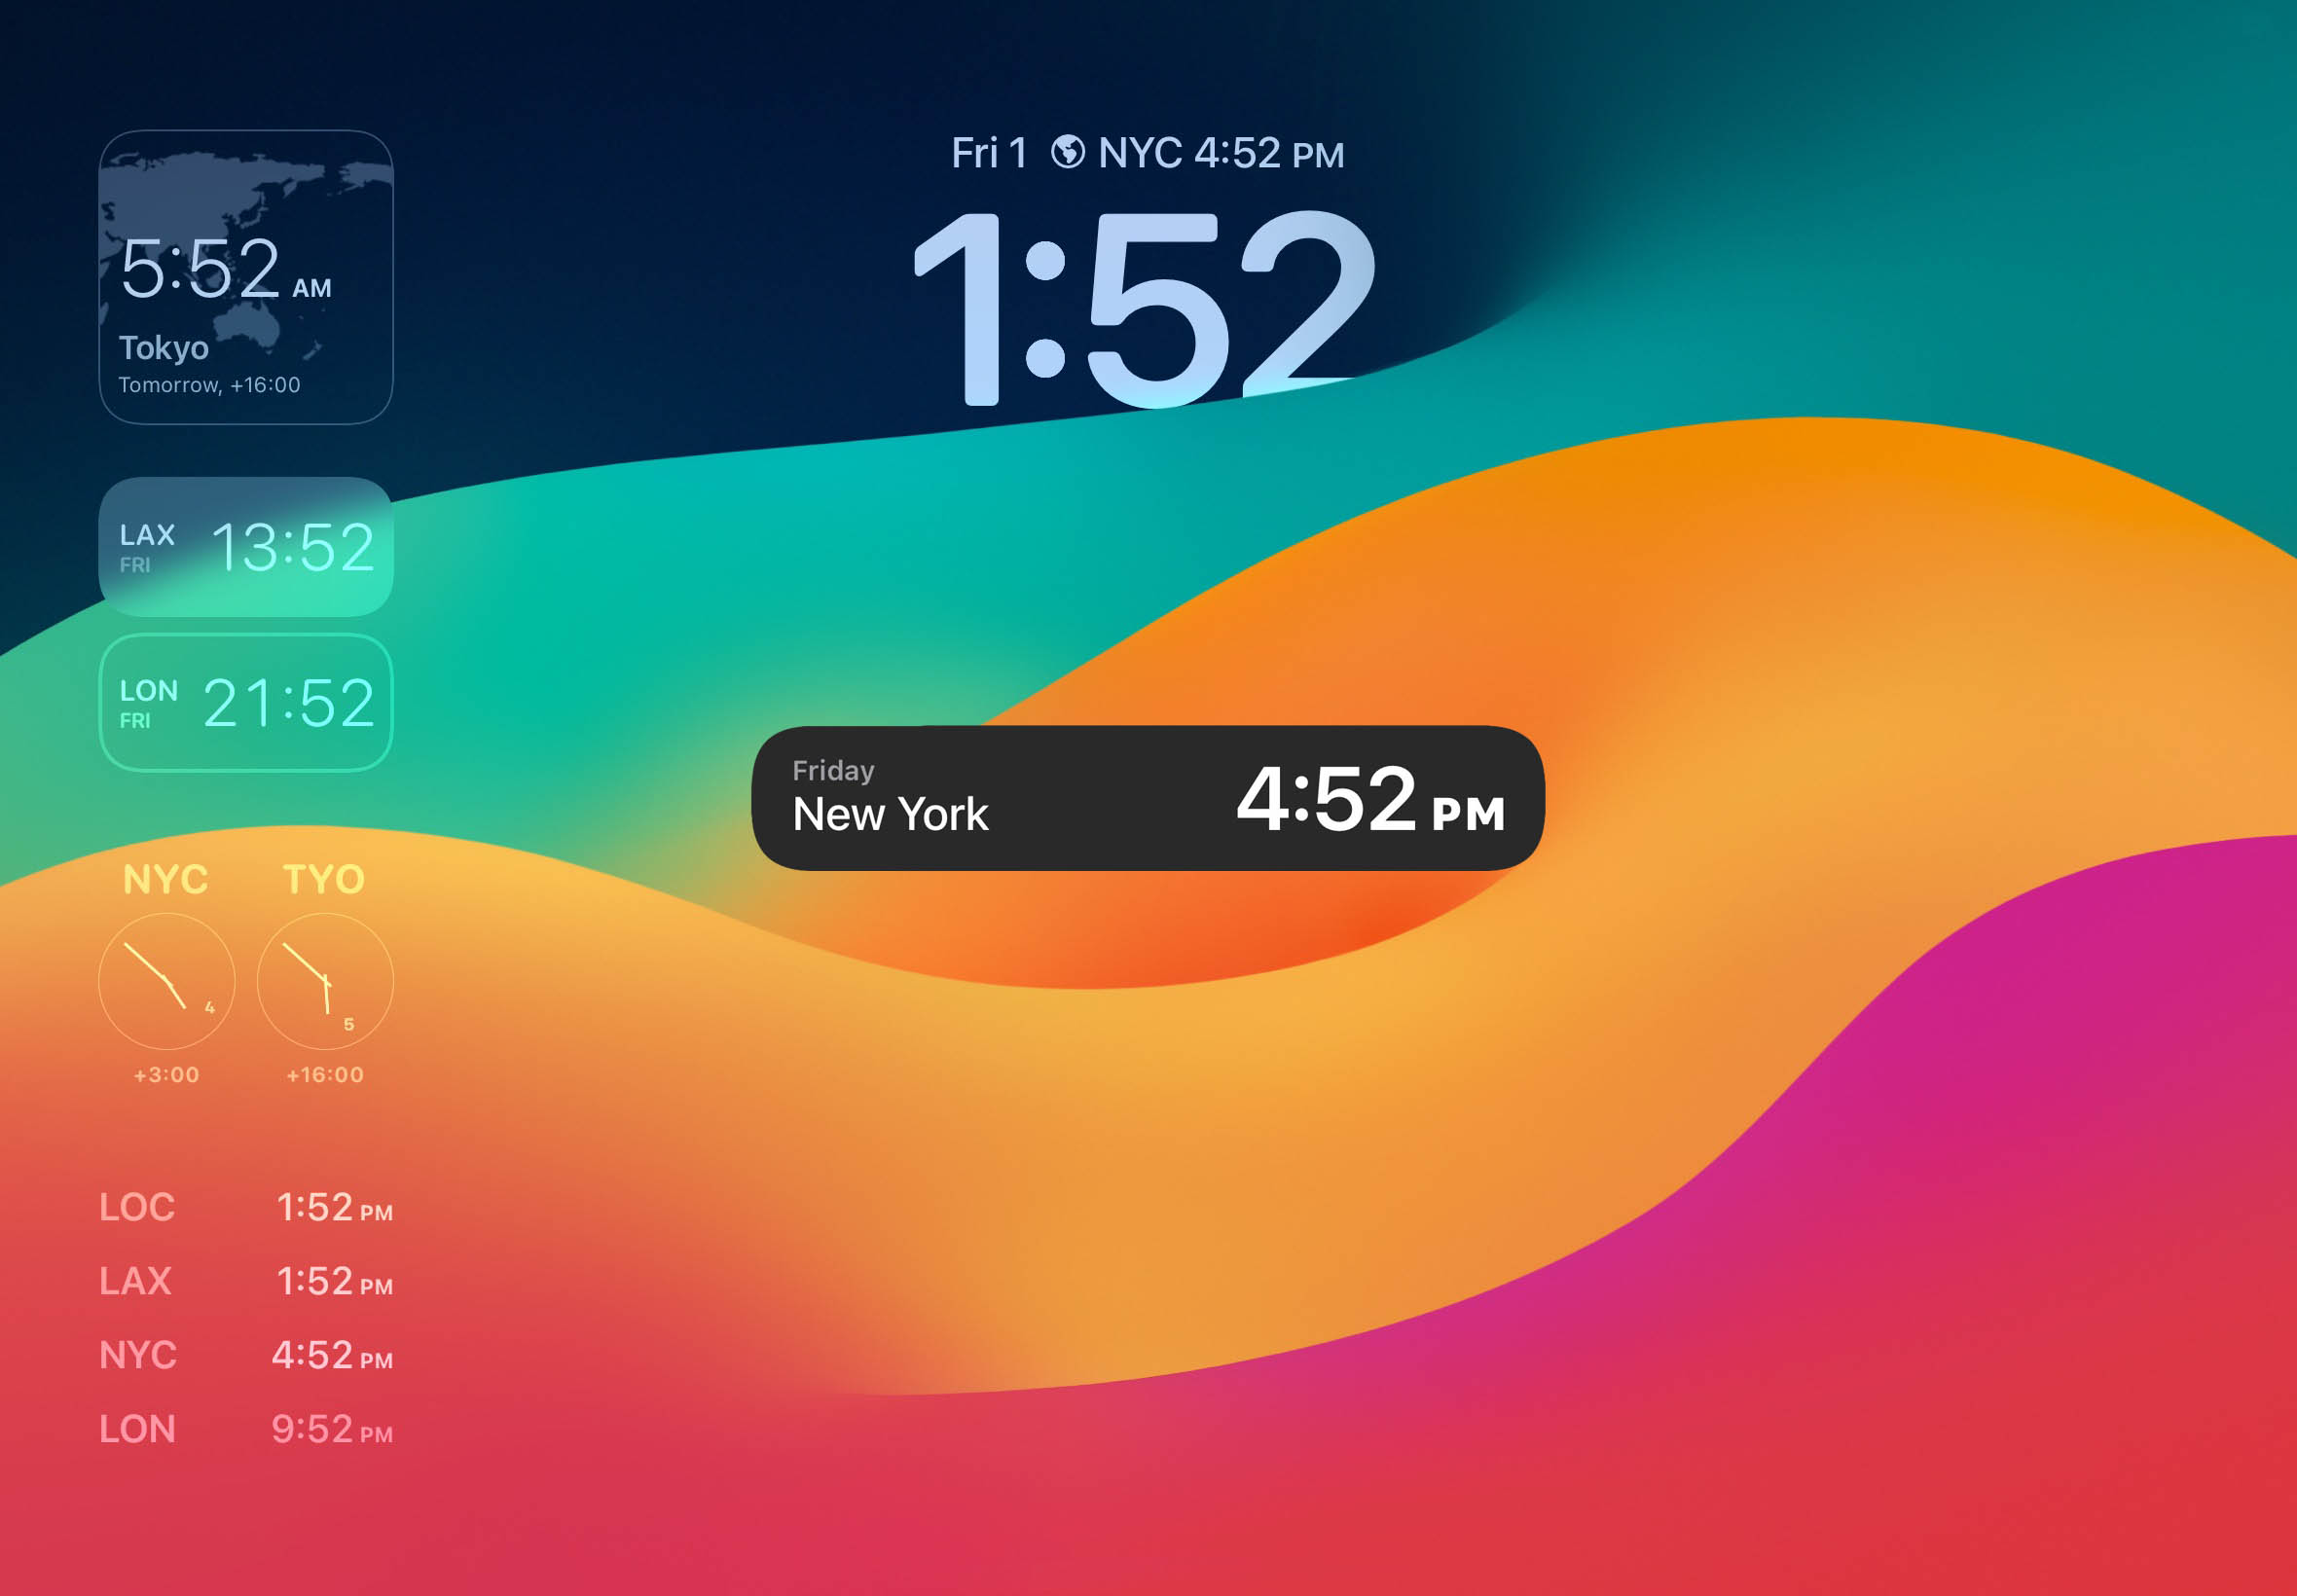 Fri 1 NYC 4:52 PM
1:52
5:52 AM
Tokyo
Tomorrow, +16:00
LAX 13:52
FRI
LON 21:52
FRI
Friday
New York 4:52 PM
NYC TYO
4 5
+3:00 +16:00
LOC 1:52 PM
LAX 1:52 PM
NYC 4:52 PM
LON 9:52 PM